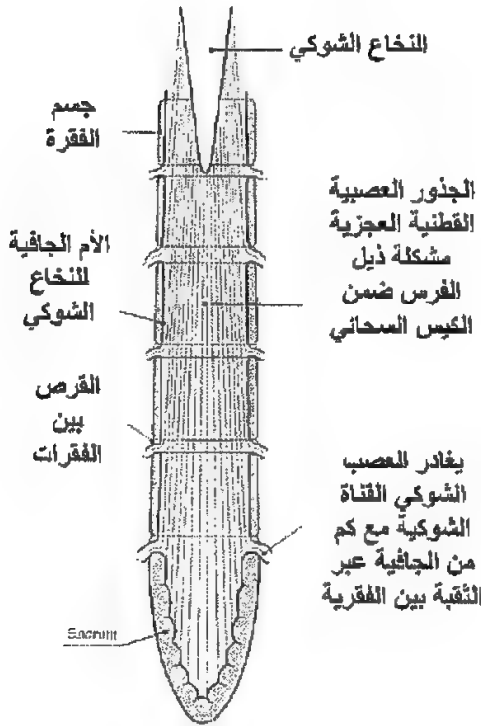 النخاع الشوكي
جسم
الفقرة
الجذور العصبية
القطنية العجزية
مشكلة ذيل
الفرس ضمن
الكيس السحائي
الأم الجافية
للنخاع
الشوكي
القرص
بين
الفقرات
يغادر العصب
الشوكي القناة
الشوكية مع كم
من الجافية عبر
الثقبة بين الفقرية
Sacrum